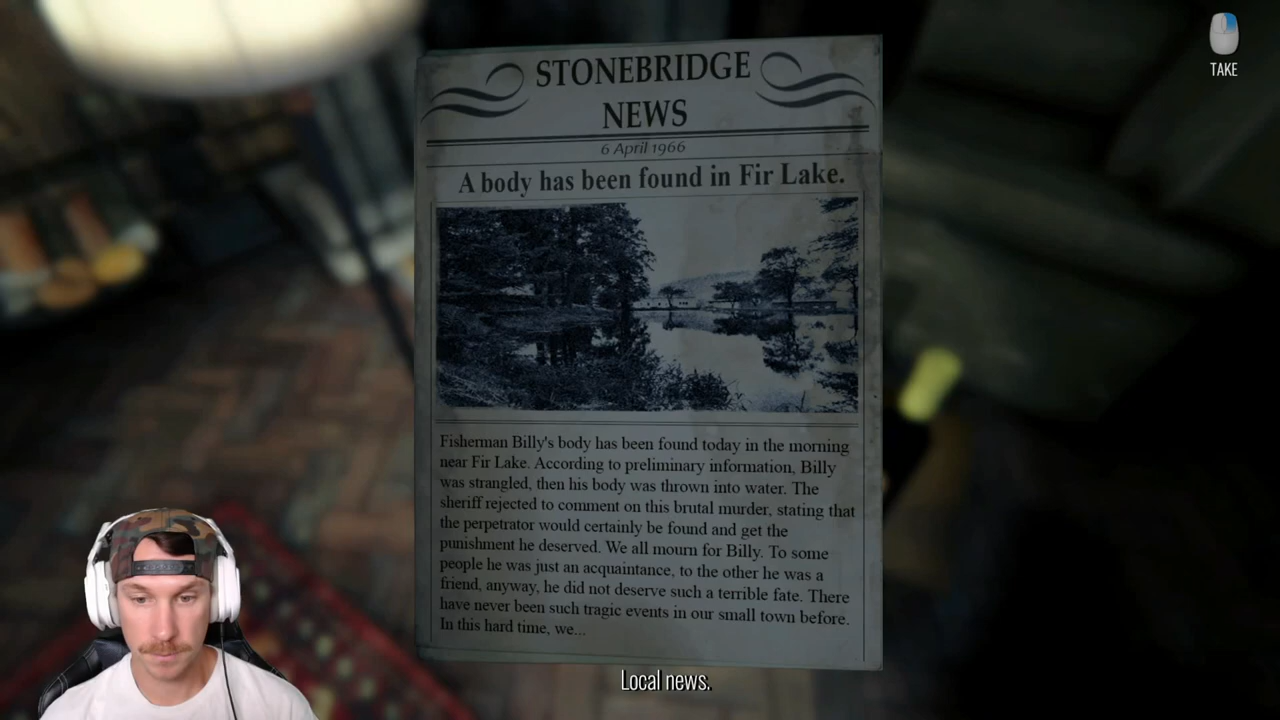 TAKE
STONEBRIDGE
NEWS
6 April 1966
A body has been found in Fir Lake.
Fisherman Billy's body has been found today in the morning
near Fir Lake. According to preliminary information, Billy
was strangled, then his body was thrown into water. The
sheriff rejected to comment on this brutal murder, stating that
the perpetrator would certainly be found and get the
punishment he deserved. We all mourn for Billy. To some
people he was just an acquaintance, to the other he was a
friend, anyway, he did not deserve such a terrible fate. There
have never been such tragic events in our small town before.
In this hard time, we...
Local news.